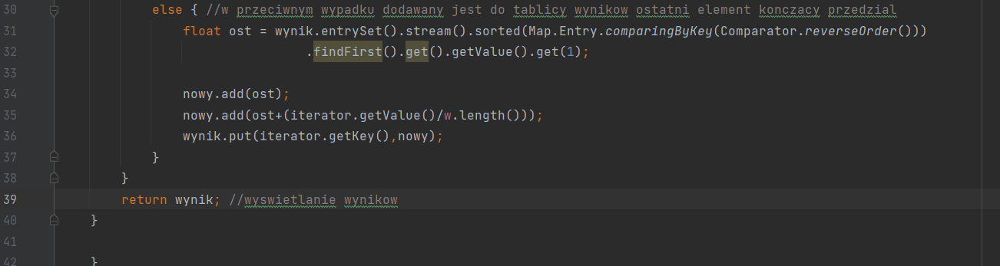 30 else { //w przeciwnym wypadku dodawany jest do tablicy wynikow ostatni element konczacy przedzial
31 float ost = wynik.entrySet().stream().sorted(Map.Entry.comparingByKey(Comparator.reverseOrder()))
32 .findFirst().get().getValue().get(1);
33
34 nowy.add(ost);
35 nowy.add(ost+(iterator.getValue()/w.length()));
36 wynik.put(iterator.getKey(),nowy);
37 }
38 }
39 return wynik; //wyswietlanie wynikow
40 }
41
42 }